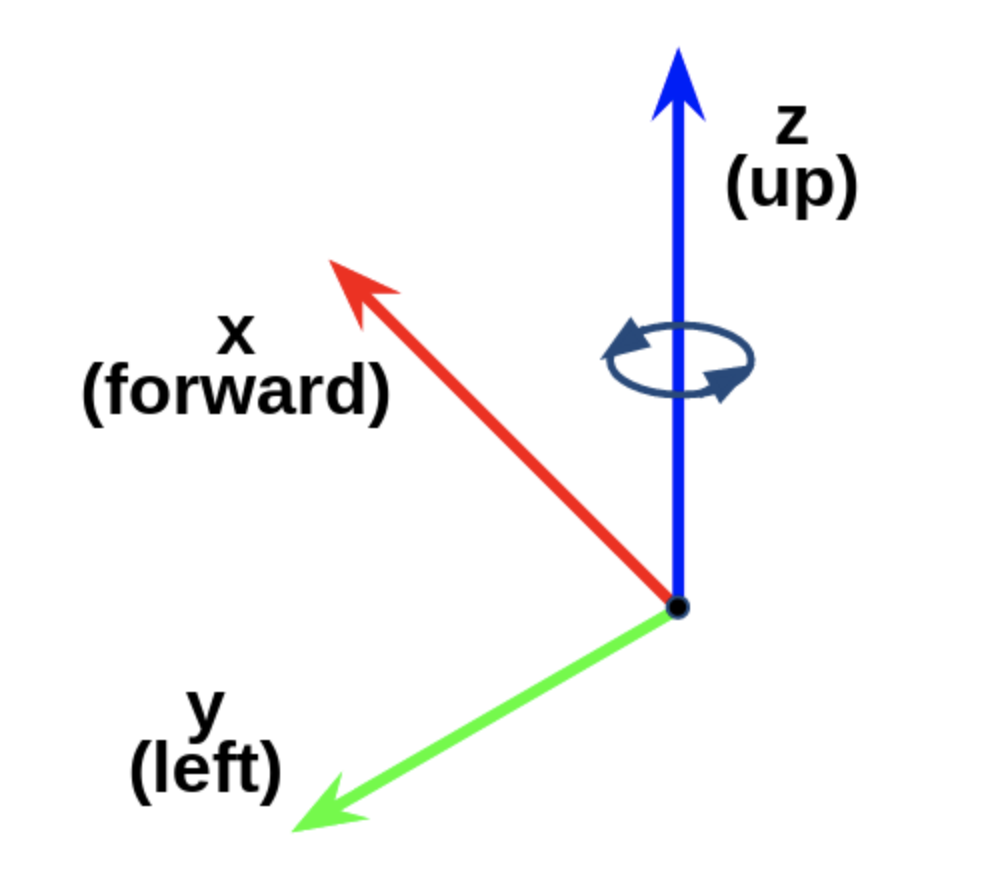 z
(up)
x
(forward)
y
(left)